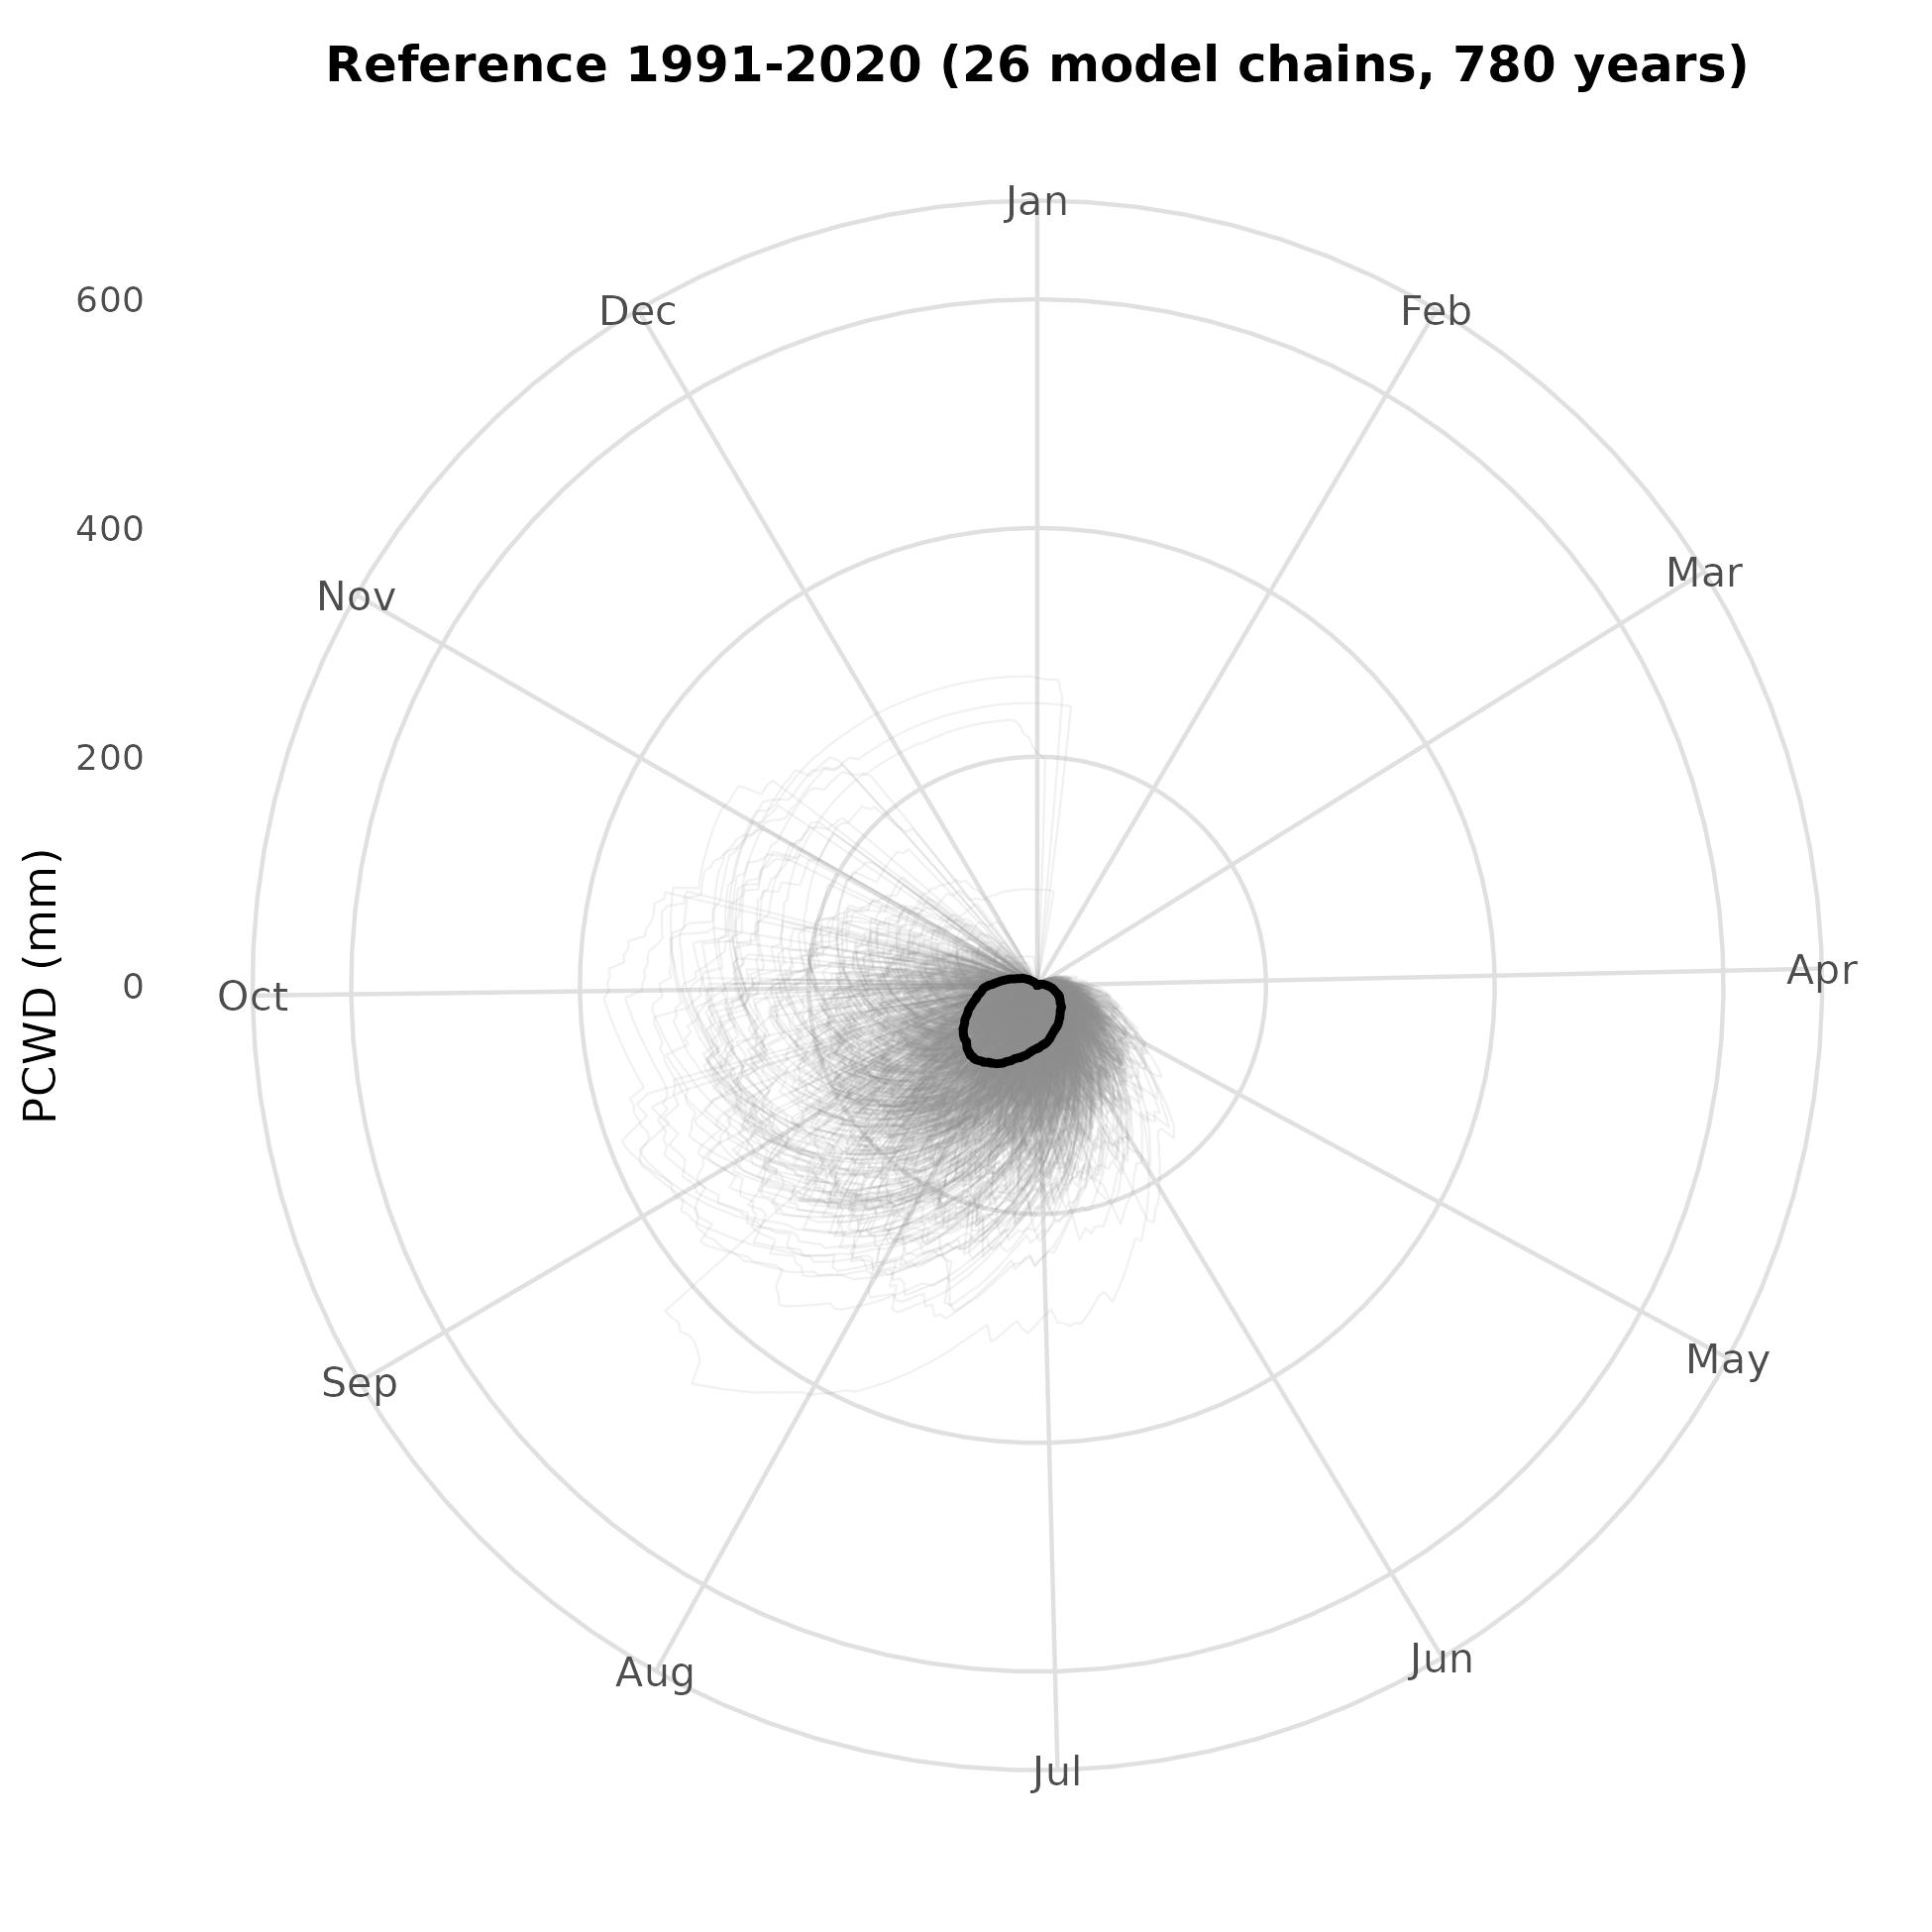 Reference 1991-2020 (26 model chains, 780 years)
Jan
600
Dec
Feb
400
Mar
Nov
200
PCWD (mm)
Apr
0
Oct
May
Sep
Jun
Aug
Jul